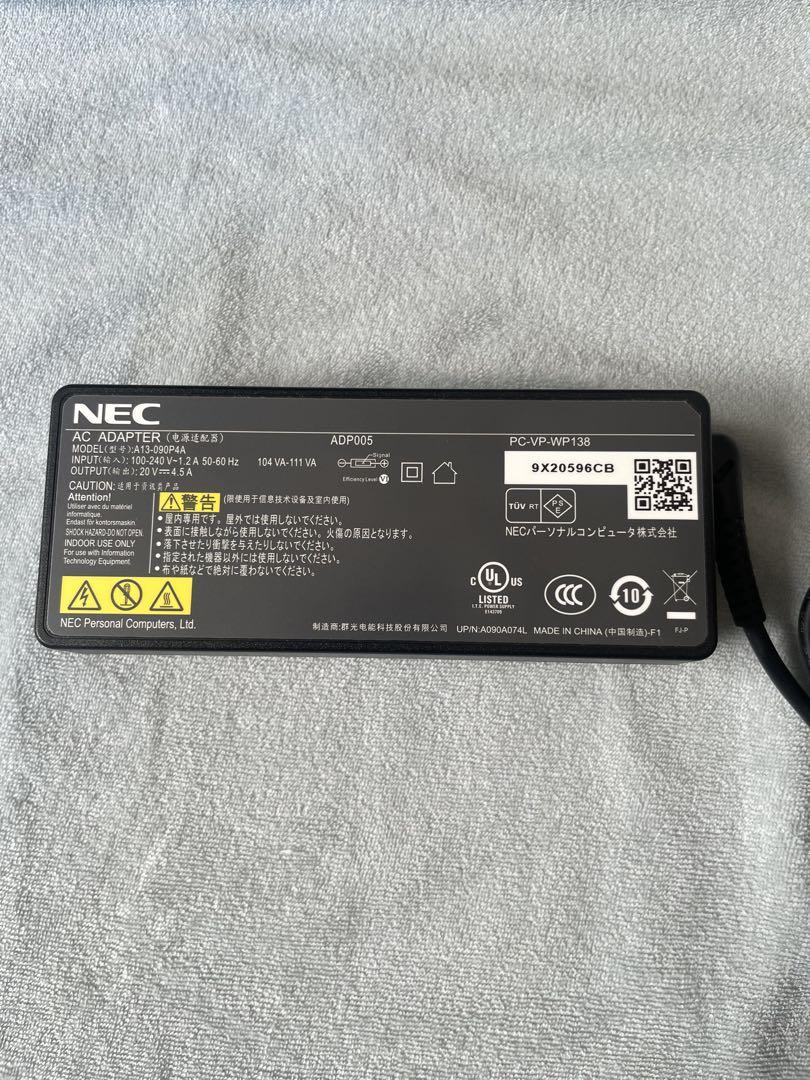 NEC
AC ADAPTER (电源适配器)
ADP005
PC-VP-WP138
MODEL(型号):A13-090P4A
INPUT(输入): 100-240 V~1.2 A 50-60 Hz 104 VA-111 VA
OUTPUT(输出): 20 V⎓4.5 A
Signal
Efficiency Level VI
9X20596CB
CAUTION: 适用于资讯类产品
Attention!
Utiliser avec du matériel
informatique.
Endast för kontorsmaskin.
SHOCK HAZARD-DO NOT OPEN.
INDOOR USE ONLY
For use with Information
Technology Equipment.
警告 (限使用于信息技术设备及室内使用)
●屋内専用です。屋外では使用しないでください。
●表面に接触しながら使用しないでください。火傷の原因となります。
●落下させたり衝撃を与えたりしないでください。
●指定された機器以外には使用しないでください。
●布や紙などで絶対に覆わないでください。
TÜV RT
PS
E
NECパーソナルコンピュータ株式会社
C UL US
LISTED
I.T.E. POWER SUPPLY
E143709
CCC
10
NEC Personal Computers, Ltd.
制造商:群光电能科技股份有限公司 UP/N:A090A074L MADE IN CHINA (中国制造)-F1 FJ-P